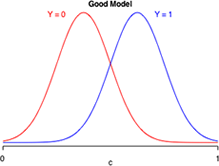 Good Model
Y = 0 Y = 1
0 1
c